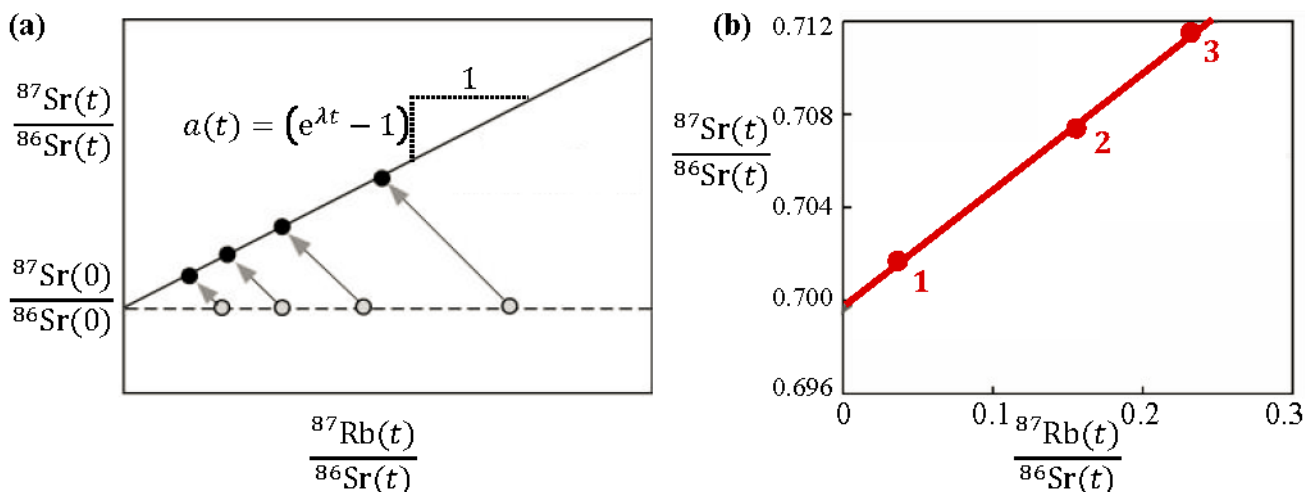 (a)
⁸⁷Sr(t)
⁸⁶Sr(t)
a(t) = (e^λt − 1)
1
⁸⁷Sr(0)
⁸⁶Sr(0)
⁸⁷Rb(t)
⁸⁶Sr(t)
(b)
0.712
0.708
0.704
0.700
0.696
⁸⁷Sr(t)
⁸⁶Sr(t)
1
2
3
0 0.1 0.2 0.3
⁸⁷Rb(t)
⁸⁶Sr(t)